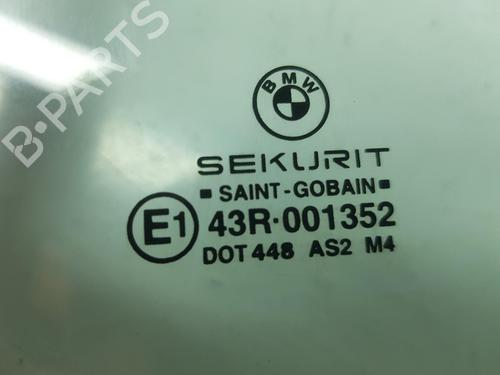 B-PARTS
BMW
SEKURIT
SAINT-GOBAIN
E1
43R·001352
DOT 448 AS2 M4